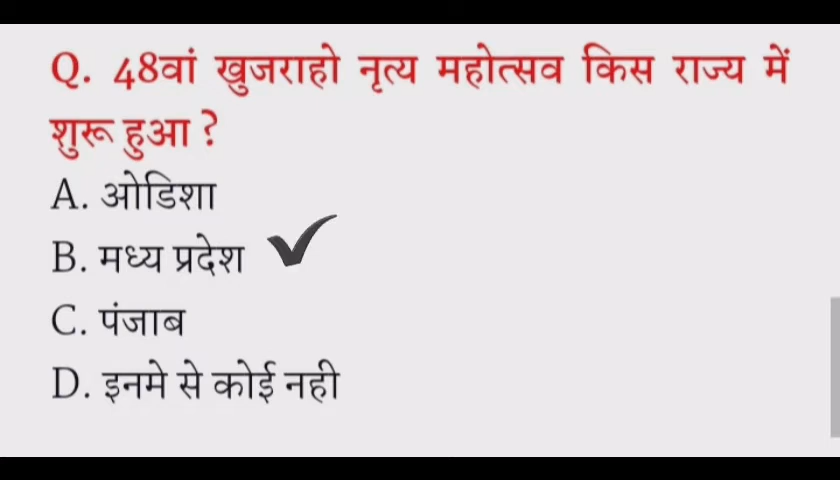 Q. 48वां खुजराहो नृत्य महोत्सव किस राज्य में
शुरू हुआ ?
A. ओडिशा
B. मध्य प्रदेश
C. पंजाब
D. इनमे से कोई नही